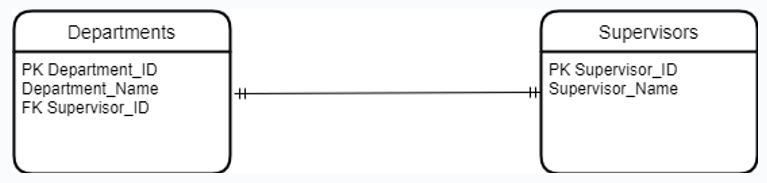 Departments
PK Department_ID
Department_Name
FK Supervisor_ID
Supervisors
PK Supervisor_ID
Supervisor_Name